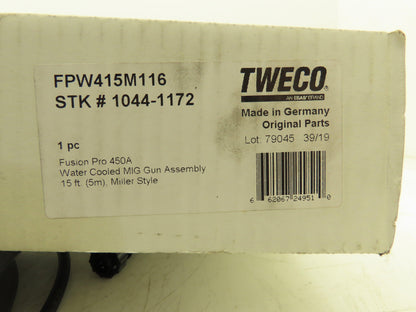 FPW415M116
STK # 1044-1172
TWECO®
AN ESAB® BRAND
Made in Germany
Original Parts
Lot: 79045 39/19
1 pc
Fusion Pro 450A
Water Cooled MIG Gun Assembly
15 ft. (5m), Miller Style
6 62067 24951 0